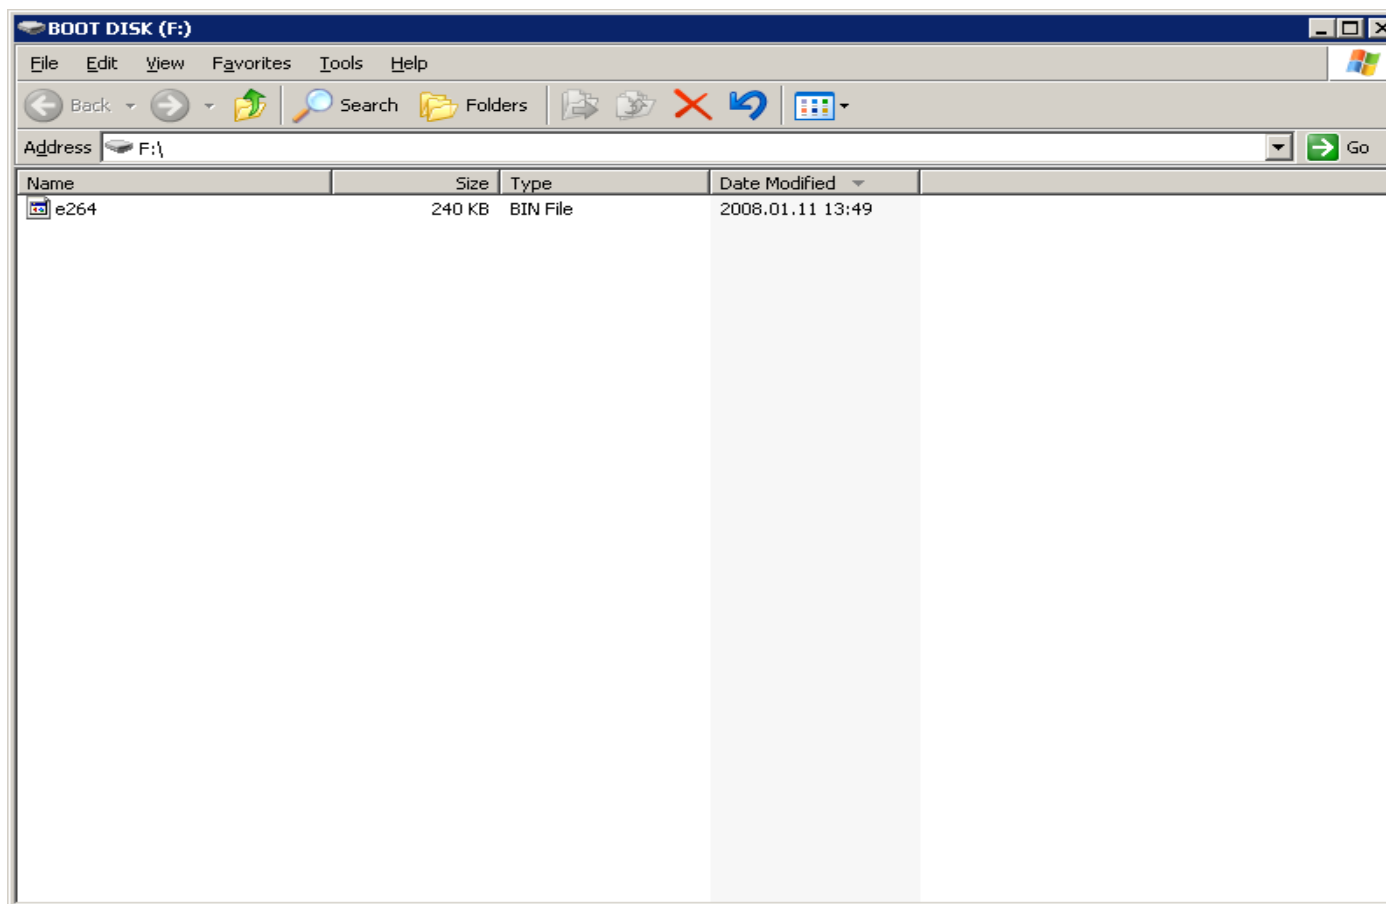 BOOT DISK (F:)
File Edit View Favorites Tools Help
Back Search Folders
Address F:\ Go
Name Size Type Date Modified
e264 240 KB BIN File 2008.01.11 13:49